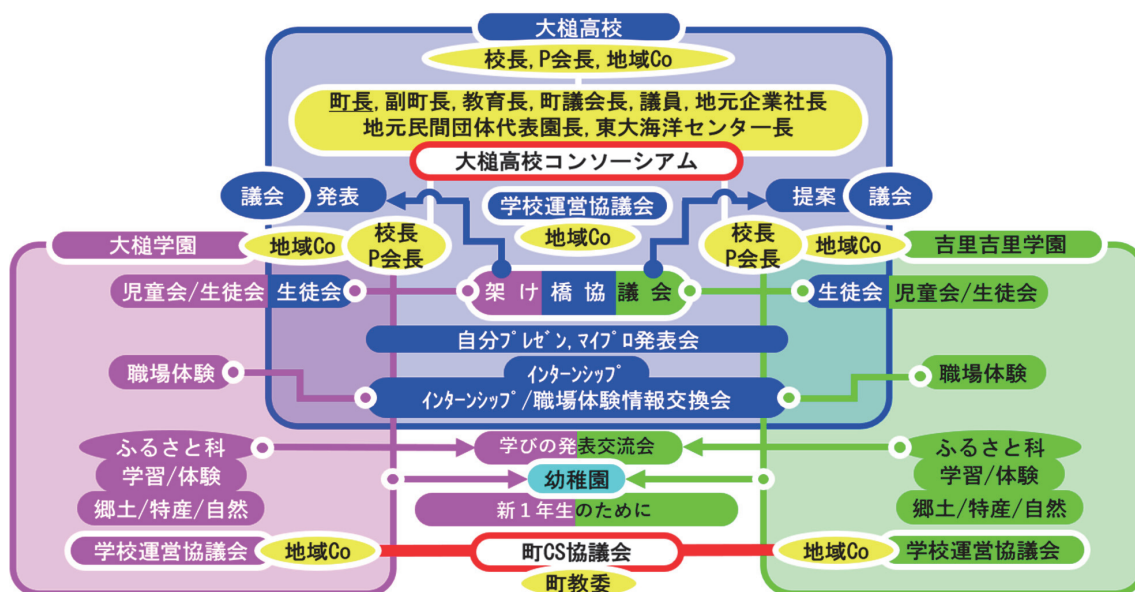 大槌高校
校長, P会長, 地域Co
町長, 副町長, 教育長, 町議会長, 議員, 地元企業社長
地元民間団体代表園長, 東大海洋センター長
大槌高校コンソーシアム
議会 発表
学校運営協議会
地域Co
提案 議会
大槌学園 地域Co 校長
P会長
校長
P会長 地域Co 吉里吉里学園
児童会/生徒会 生徒会
架け橋協議会
生徒会 児童会/生徒会
自分ﾌﾟﾚｾﾞﾝ, ﾏｲﾌﾟﾛ発表会
職場体験
ｲﾝﾀｰﾝｼｯﾌﾟ
ｲﾝﾀｰﾝｼｯﾌﾟ/職場体験情報交換会
職場体験
ふるさと科
学習/体験
郷土/特産/自然
学びの発表交流会
幼稚園
新1年生のために
ふるさと科
学習/体験
郷土/特産/自然
学校運営協議会 地域Co
町CS協議会
町教委
地域Co 学校運営協議会